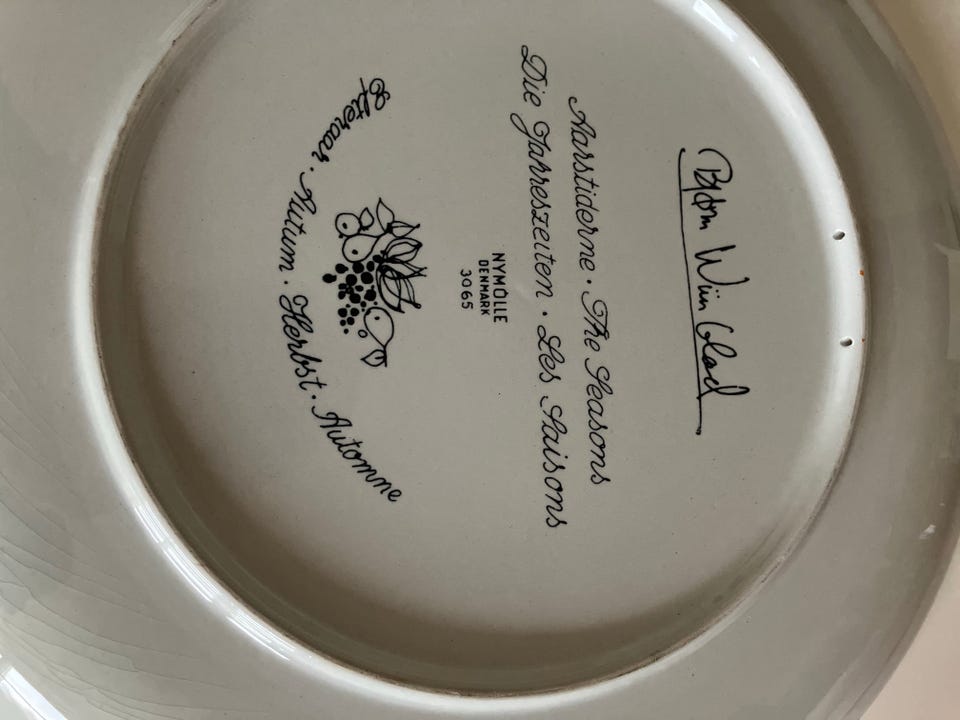 Bjørn Wiinblad
Aarstiderne · The Seasons
Die Jahreszeiten · Les Saisons
NYMØLLE
DENMARK
3065
Efteraar · Autum · Herbst · Automne